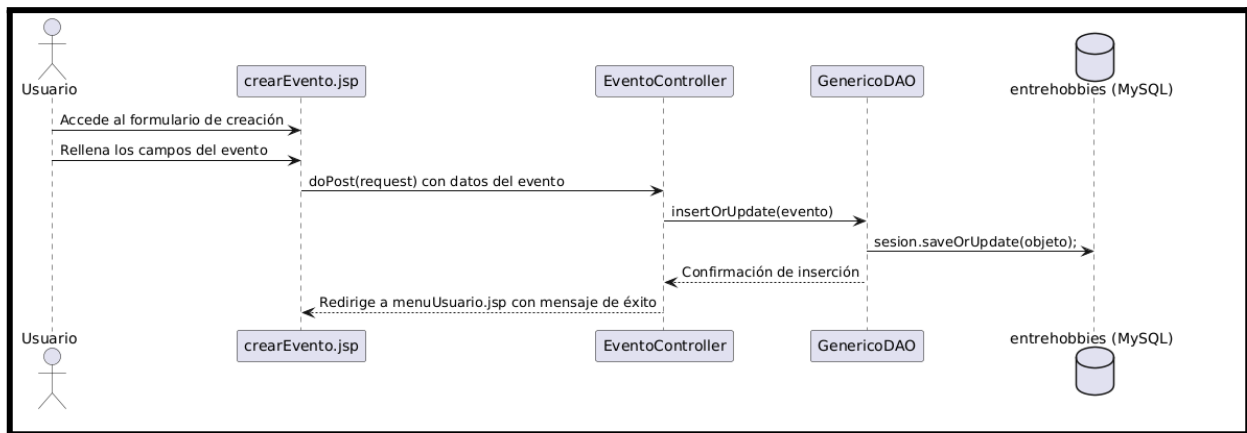 Usuario
crearEvento.jsp
EventoController
GenericoDAO
entrehobbies (MySQL)
Accede al formulario de creación
Rellena los campos del evento
doPost(request) con datos del evento
insertOrUpdate(evento)
sesion.saveOrUpdate(objeto);
Confirmación de inserción
Redirige a menuUsuario.jsp con mensaje de éxito
Usuario
crearEvento.jsp
EventoController
GenericoDAO
entrehobbies (MySQL)